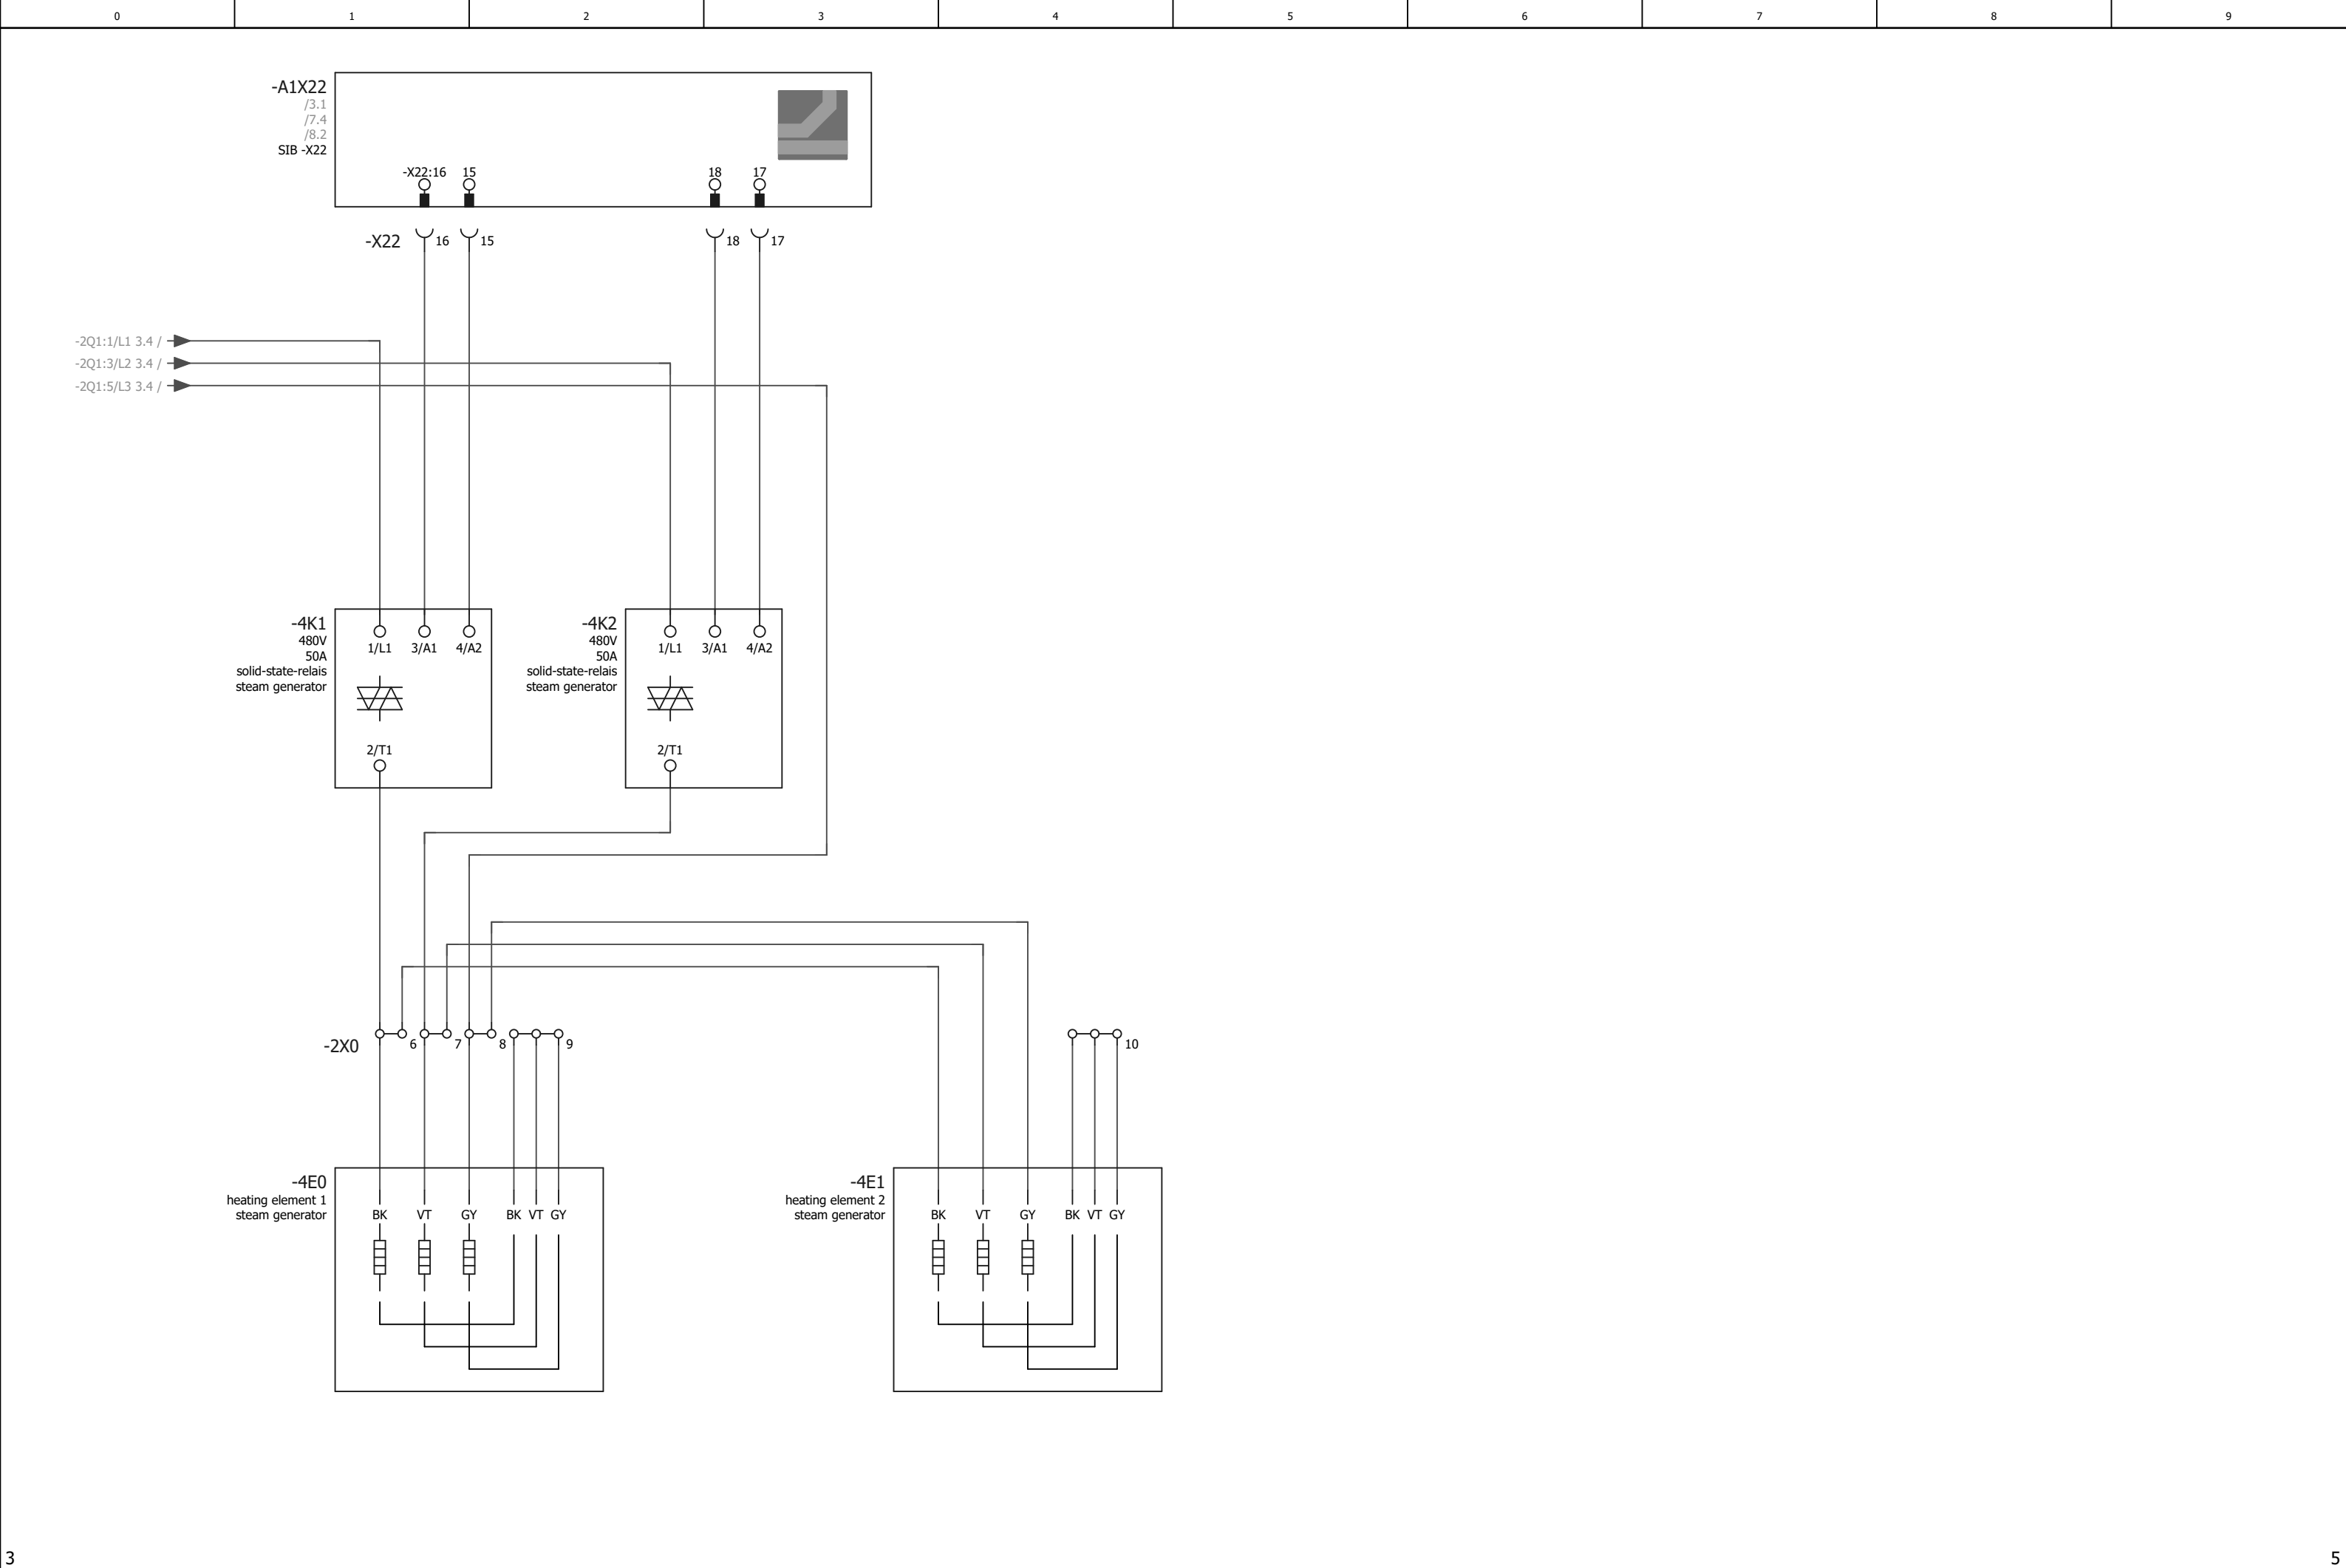 0 1 2 3 4 5 6 7 8 9
-A1X22
/3.1
/7.4
/8.2
SIB -X22
-X22:16 15 18 17
-X22 16 15 18 17
-2Q1:1/L1 3.4 /
-2Q1:3/L2 3.4 /
-2Q1:5/L3 3.4 /
-4K1
480V
50A
solid-state-relais
steam generator
1/L1 3/A1 4/A2
2/T1
-4K2
480V
50A
solid-state-relais
steam generator
1/L1 3/A1 4/A2
2/T1
-2X0 6 7 8 9 10
-4E0
heating element 1
steam generator
BK VT GY BK VT GY
-4E1
heating element 2
steam generator
BK VT GY BK VT GY
3 5